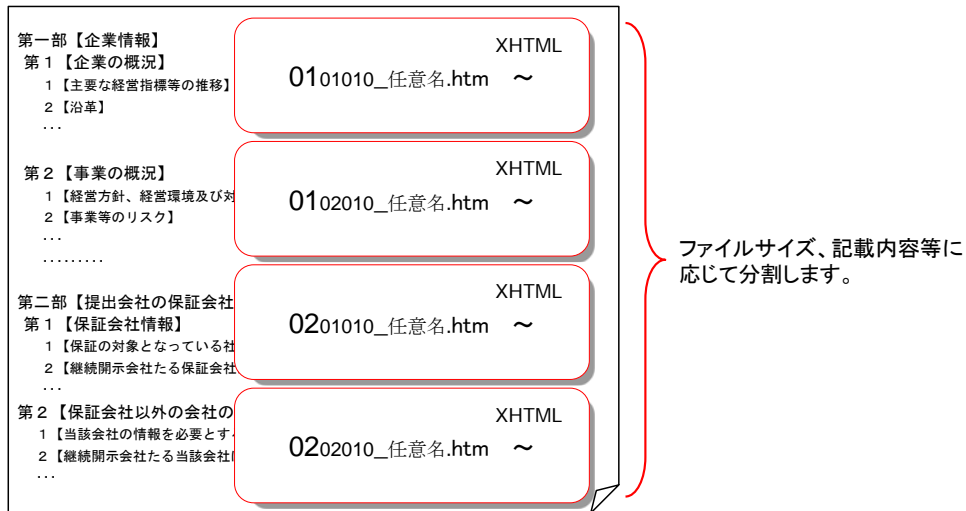 第一部【企業情報】
第１【企業の概況】
１【主要な経営指標等の推移】
２【沿革】
...
XHTML
0101010_任意名.htm ～
第２【事業の概況】
１【経営方針、経営環境及び対
２【事業等のリスク】
...
.........
XHTML
0102010_任意名.htm ～
第二部【提出会社の保証会社
第１【保証会社情報】
１【保証の対象となっている社
２【継続開示会社たる保証会社
...
XHTML
0201010_任意名.htm ～
第２【保証会社以外の会社の
１【当該会社の情報を必要とす
２【継続開示会社たる当該会社
...
XHTML
0202010_任意名.htm ～
ファイルサイズ、記載内容等に
応じて分割します。